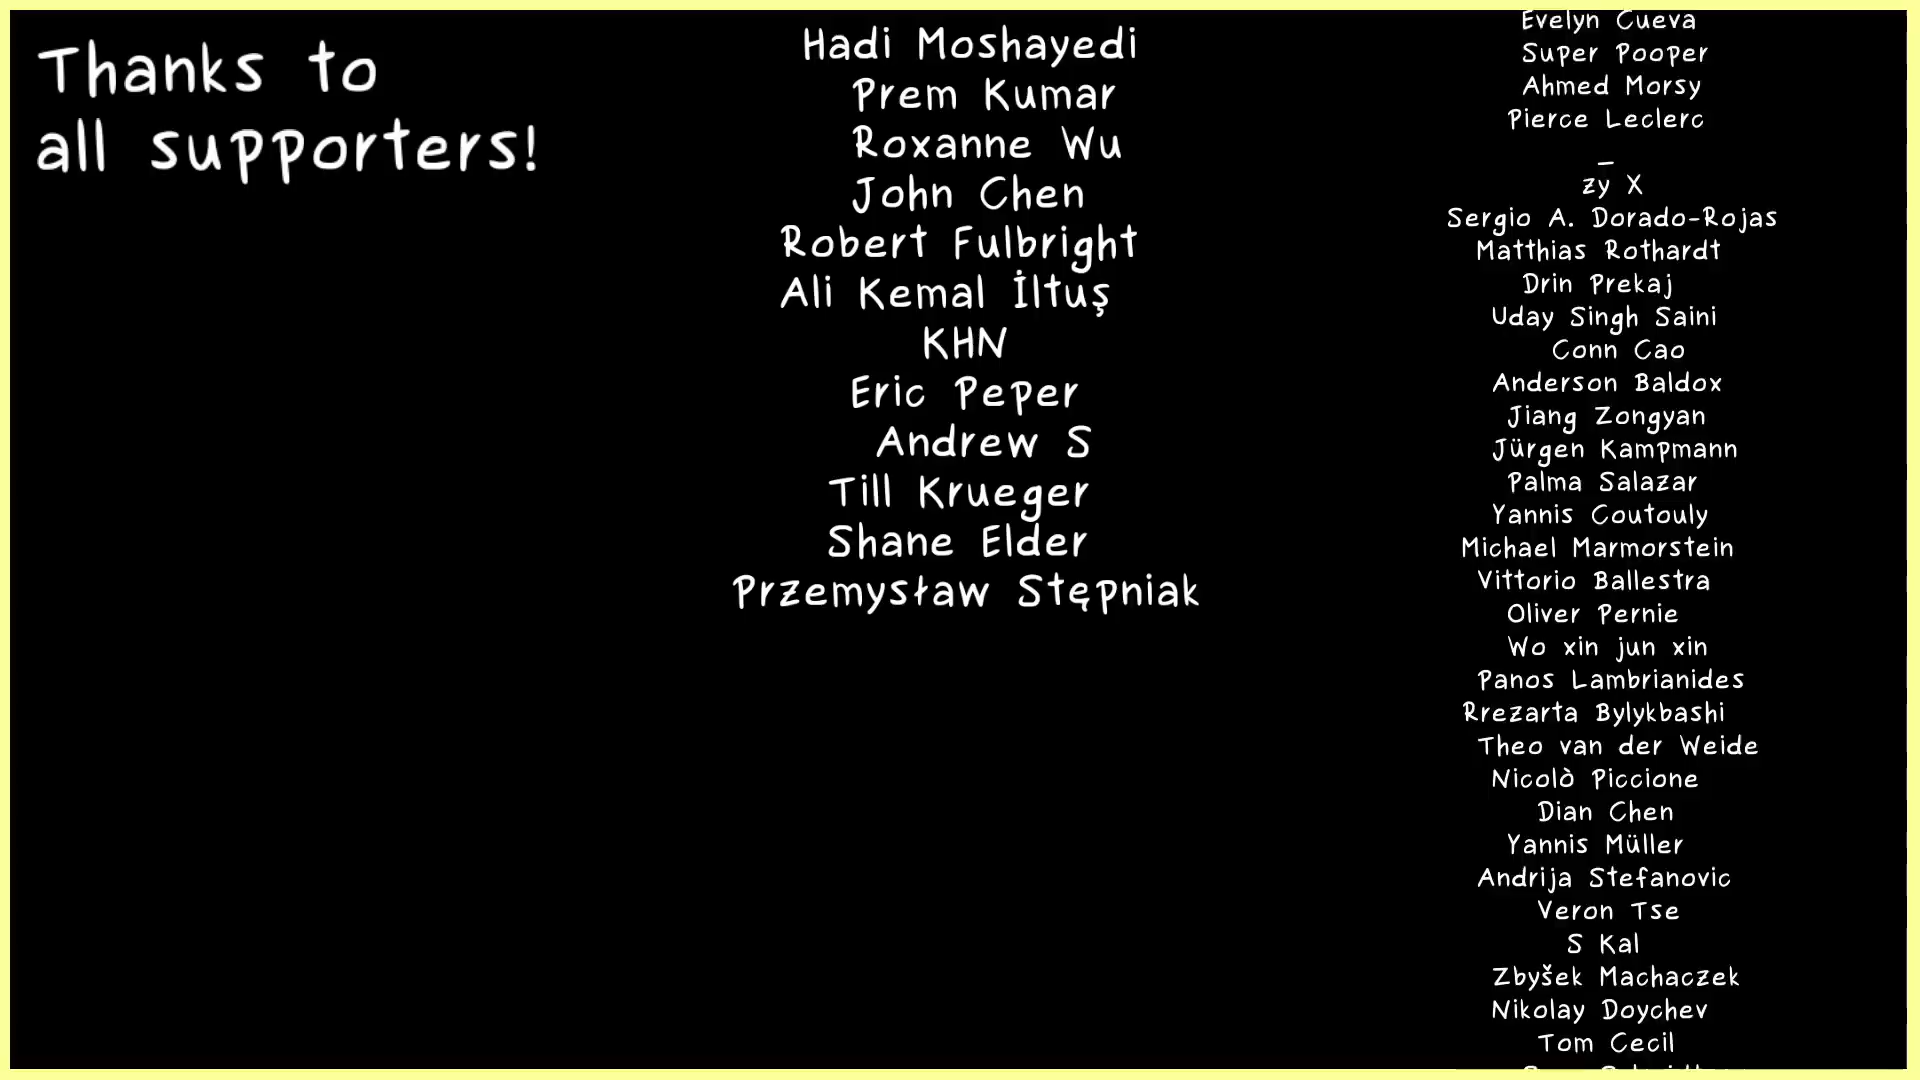 Thanks to
all supporters!
Hadi Moshayedi
Prem Kumar
Roxanne Wu
John Chen
Robert Fulbright
Ali Kemal İltuş
KHN
Eric Peper
Andrew S
Till Krueger
Shane Elder
Przemysław Stępniak
Evelyn Cueva
Super Pooper
Ahmed Morsy
Pierce Leclerc
_
zy X
Sergio A. Dorado-Rojas
Matthias Rothardt
Drin Prekaj
Uday Singh Saini
Conn Cao
Anderson Baldox
Jiang Zongyan
Jürgen Kampmann
Palma Salazar
Yannis Coutouly
Michael Marmorstein
Vittorio Ballestra
Oliver Pernie
Wo xin jun xin
Panos Lambrianides
Rrezarta Bylykbashi
Theo van der Weide
Nicolò Piccione
Dian Chen
Yannis Müller
Andrija Stefanovic
Veron Tse
S Kal
Zbyšek Machaczek
Nikolay Doychev
Tom Cecil